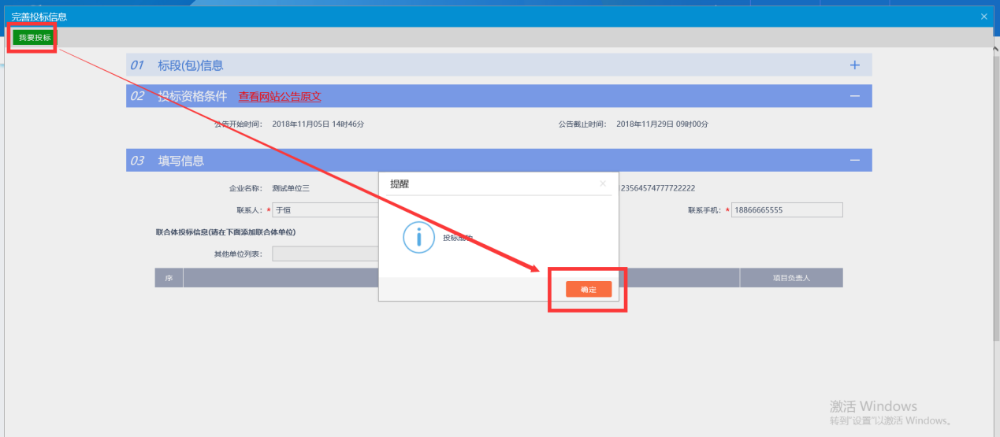 完善投标信息
我要投标
01 标段(包)信息
02 投标资格条件 查看网站公告原文
公告开始时间： 2018年11月05日 14时46分 公告截止时间： 2018年11月29日 09时00分
03 填写信息
提醒
企业名称： 测试单位三 23564574777722222
联系人：* 于恒 联系手机：* 18866665555
联合体投标信息(请在下面添加联合体单位)
投标成功
其他单位列表：
序 项目负责人
确定
激活 Windows
转到"设置"以激活 Windows。